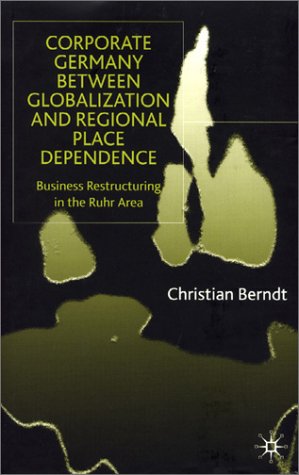 CORPORATE
GERMANY
BETWEEN
GLOBALIZATION
AND REGIONAL
PLACE
DEPENDENCE
Business Restructuring
in the Ruhr Area
Christian Berndt